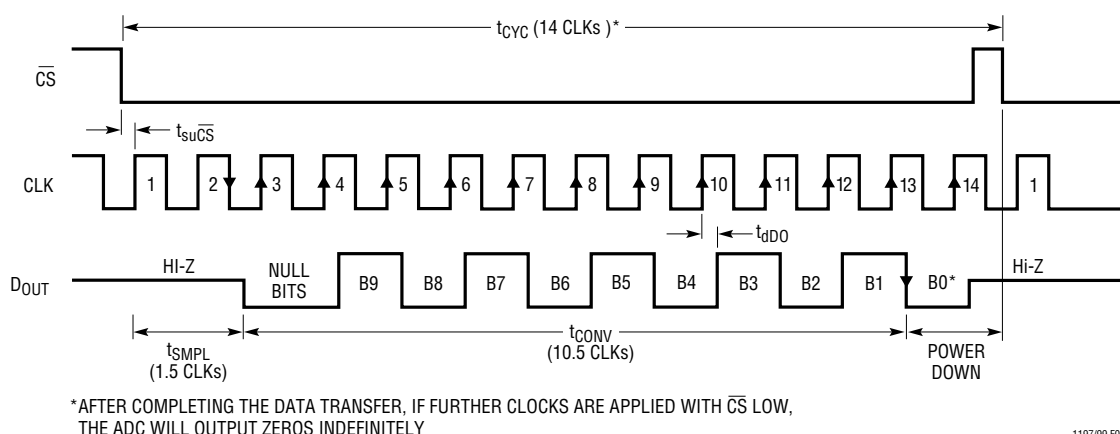 tCYC (14 CLKs )*
CS
tsuCS
CLK 1 2 3 4 5 6 7 8 9 10 11 12 13 14 1
tdDO
DOUT HI-Z NULL BITS B9 B8 B7 B6 B5 B4 B3 B2 B1 B0* Hi-Z
tSMPL
(1.5 CLKs)
tCONV
(10.5 CLKs)
POWER
DOWN
*AFTER COMPLETING THE DATA TRANSFER, IF FURTHER CLOCKS ARE APPLIED WITH CS LOW,
THE ADC WILL OUTPUT ZEROS INDEFINITELY